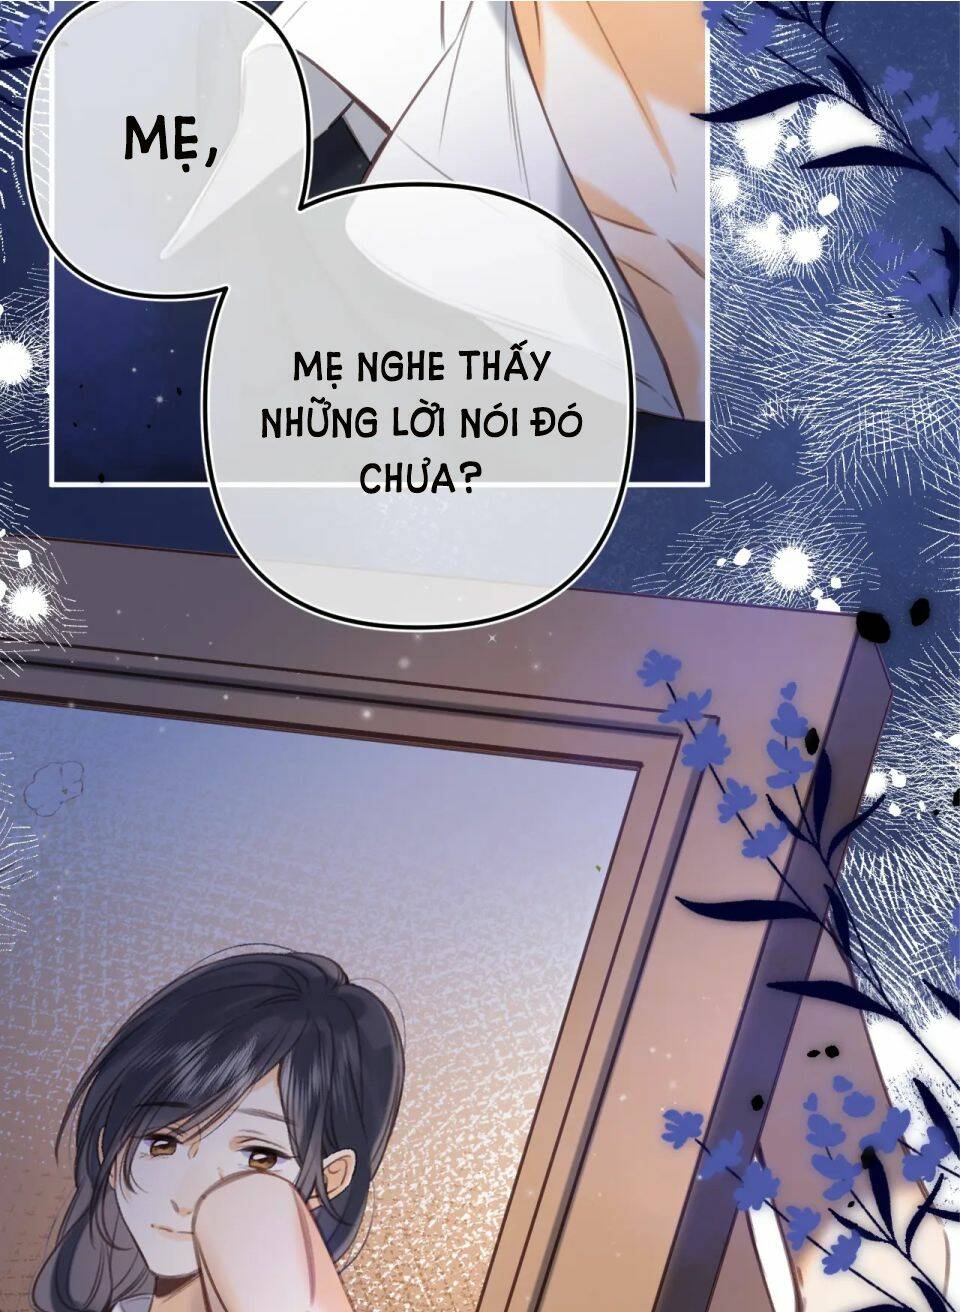 MẸ,
MẸ NGHE THẤY
NHỮNG LỜI NÓI ĐÓ
CHƯA?